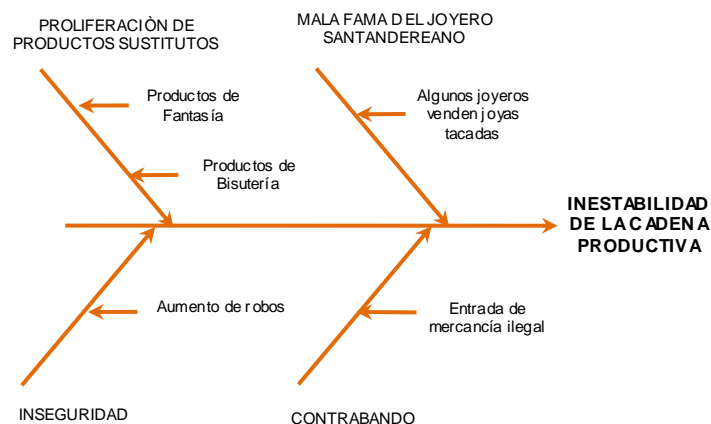 PROLIFERACIÒN DE
PRODUCTOS SUSTITUTOS
MALA FAMA DEL JOYERO
SANTANDEREANO
Productos de
Fantasía
Algunos joyeros
venden joyas
tacadas
Productos de
Bisutería
INESTABILIDAD
DE LA CADENA
PRODUCTIVA
Aumento de robos
Entrada de
mercancía ilegal
INSEGURIDAD
CONTRABANDO